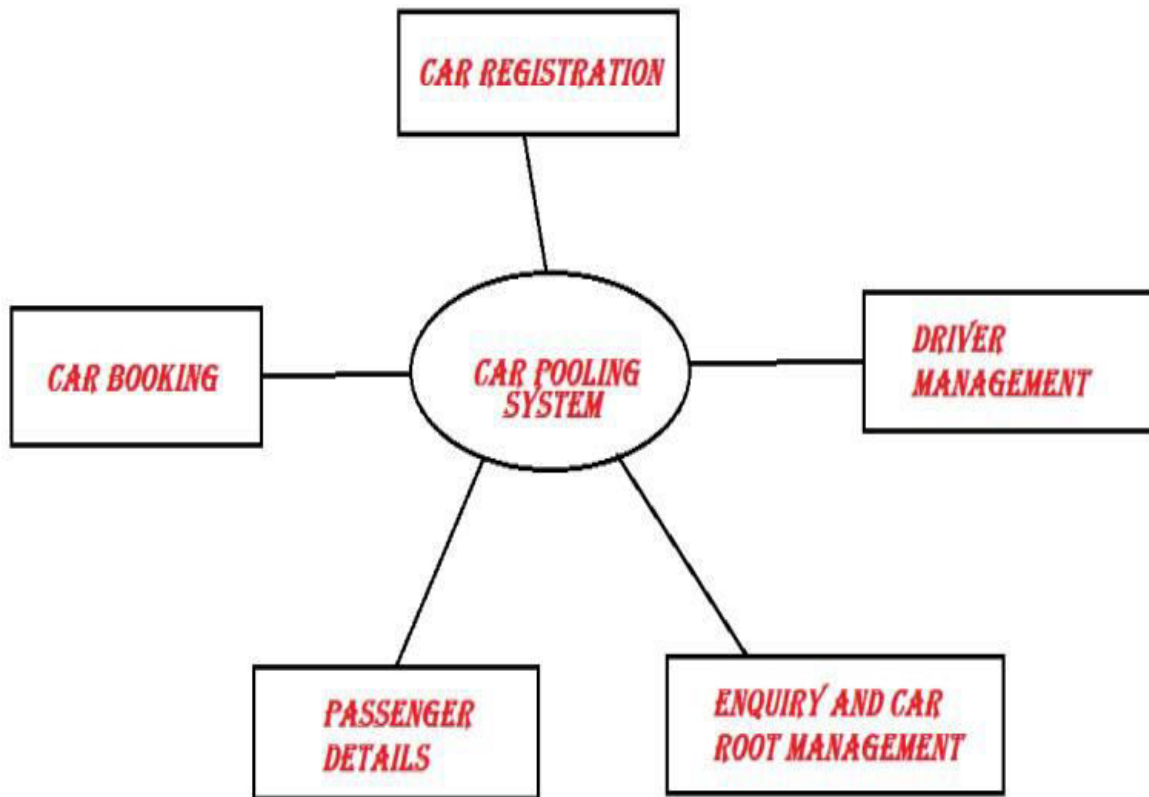 CAR REGISTRATION
CAR BOOKING
CAR POOLING
SYSTEM
DRIVER
MANAGEMENT
PASSENGER
DETAILS
ENQUIRY AND CAR
ROOT MANAGEMENT